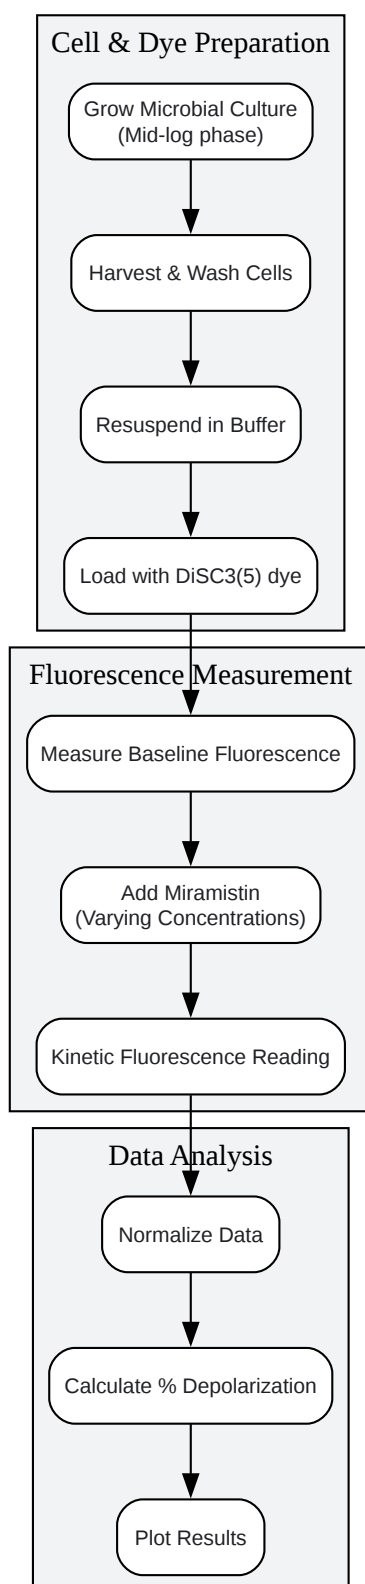 Cell & Dye Preparation
Grow Microbial Culture
(Mid-log phase)
Harvest & Wash Cells
Resuspend in Buffer
Load with DiSC3(5) dye
Fluorescence Measurement
Measure Baseline Fluorescence
Add Miramistin
(Varying Concentrations)
Kinetic Fluorescence Reading
Data Analysis
Normalize Data
Calculate % Depolarization
Plot Results